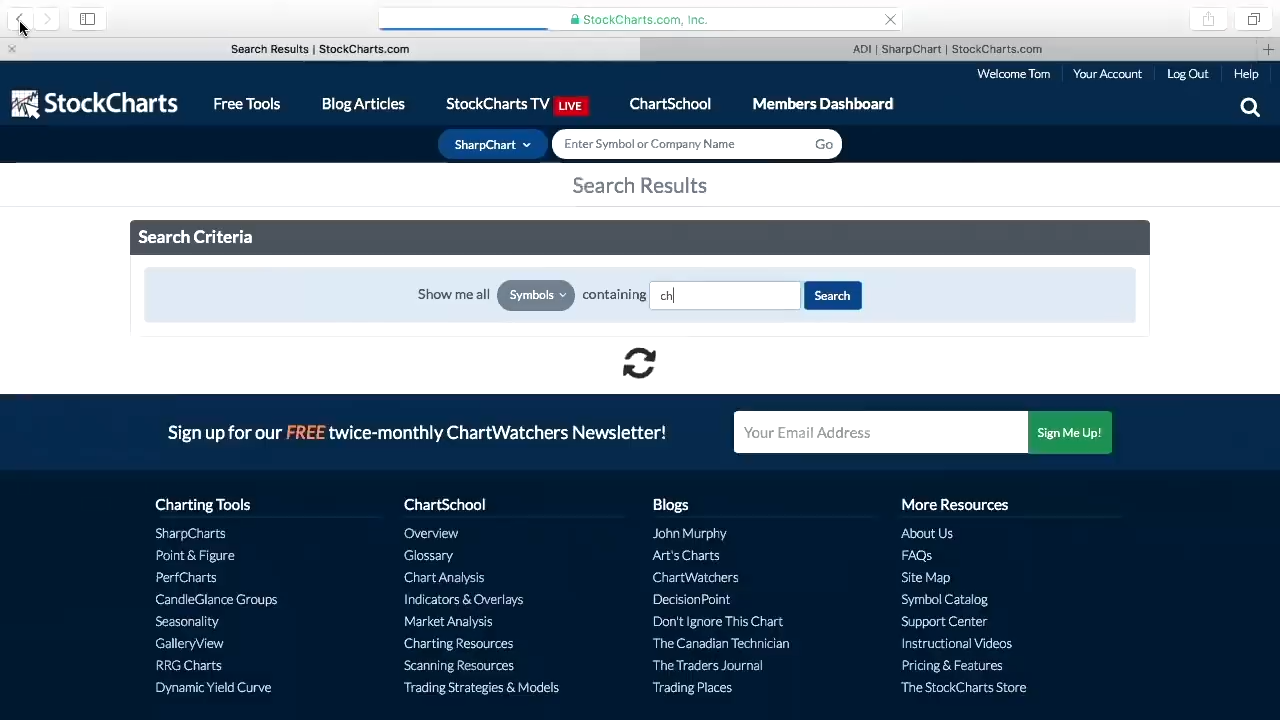 StockCharts.com, Inc.
Search Results | StockCharts.com
ADI | SharpChart | StockCharts.com
Welcome Tom
Your Account
Log Out
Help
StockCharts
Free Tools
Blog Articles
StockCharts TV LIVE
ChartSchool
Members Dashboard
SharpChart
Enter Symbol or Company Name
Go
Search Results
Search Criteria
Show me all Symbols containing ch Search
Sign up for our FREE twice-monthly ChartWatchers Newsletter!
Your Email Address
Sign Me Up!
Charting Tools
SharpCharts
Point & Figure
PerfCharts
CandleGlance Groups
Seasonality
GalleryView
RRG Charts
Dynamic Yield Curve
ChartSchool
Overview
Glossary
Chart Analysis
Indicators & Overlays
Market Analysis
Charting Resources
Scanning Resources
Trading Strategies & Models
Blogs
John Murphy
Art's Charts
ChartWatchers
DecisionPoint
Don't Ignore This Chart
The Canadian Technician
The Traders Journal
Trading Places
More Resources
About Us
FAQs
Site Map
Symbol Catalog
Support Center
Instructional Videos
Pricing & Features
The StockCharts Store